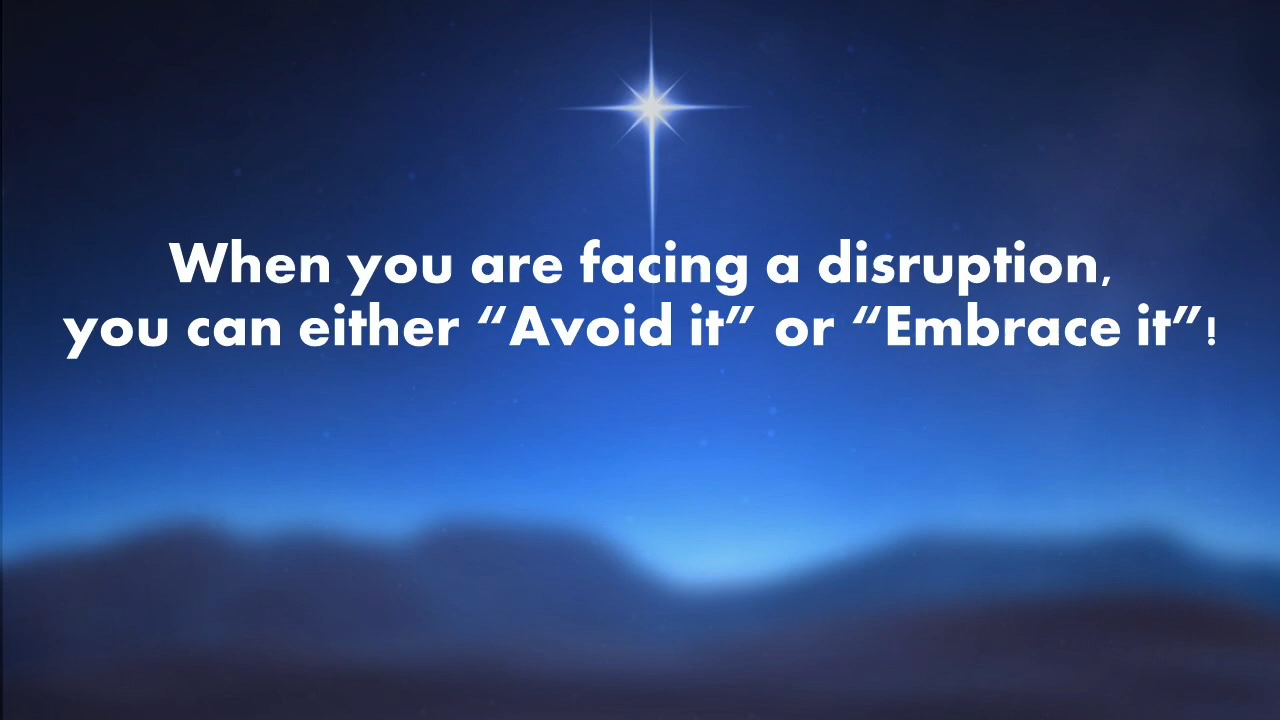 When you are facing a disruption,
you can either “Avoid it” or “Embrace it”!